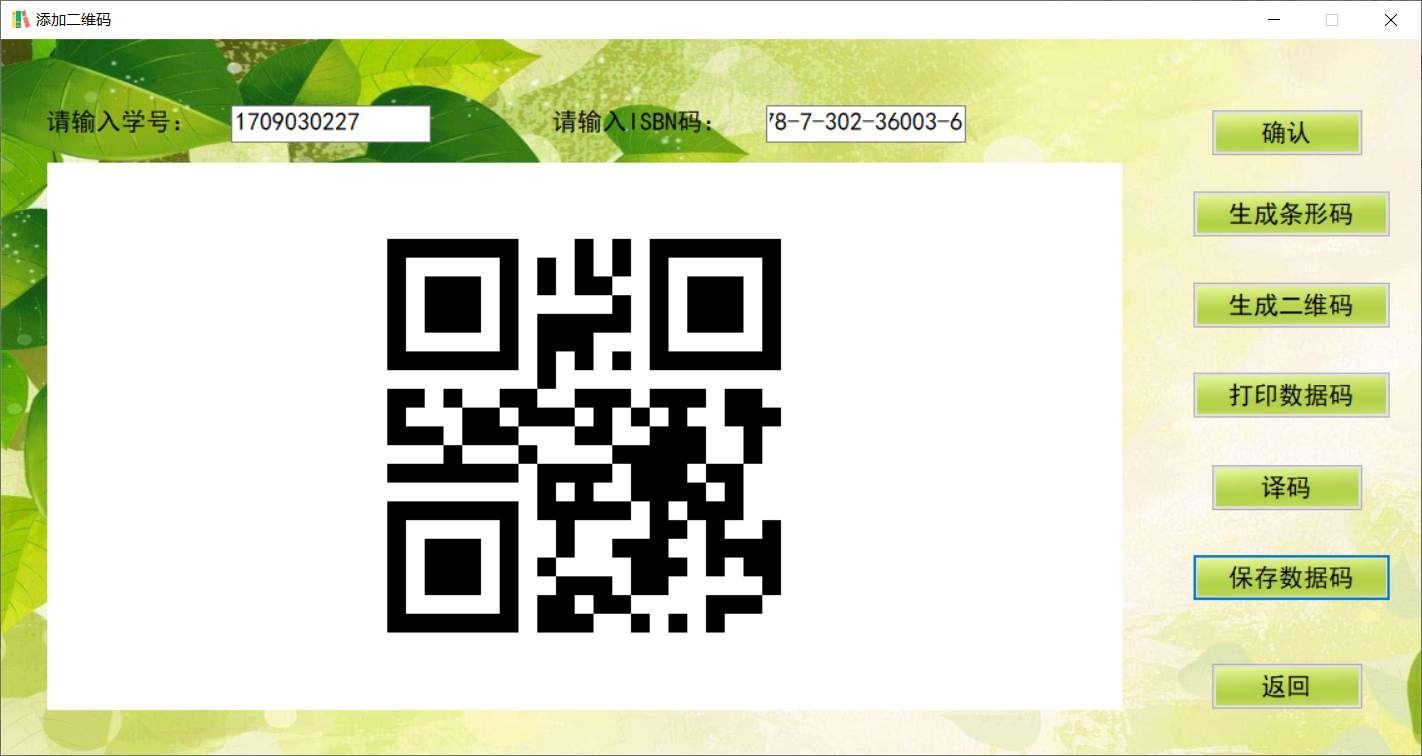 添加二维码
请输入学号： 1709030227 请输入ISBN码： 78-7-302-36003-6
确认
生成条形码
生成二维码
打印数据码
译码
保存数据码
返回